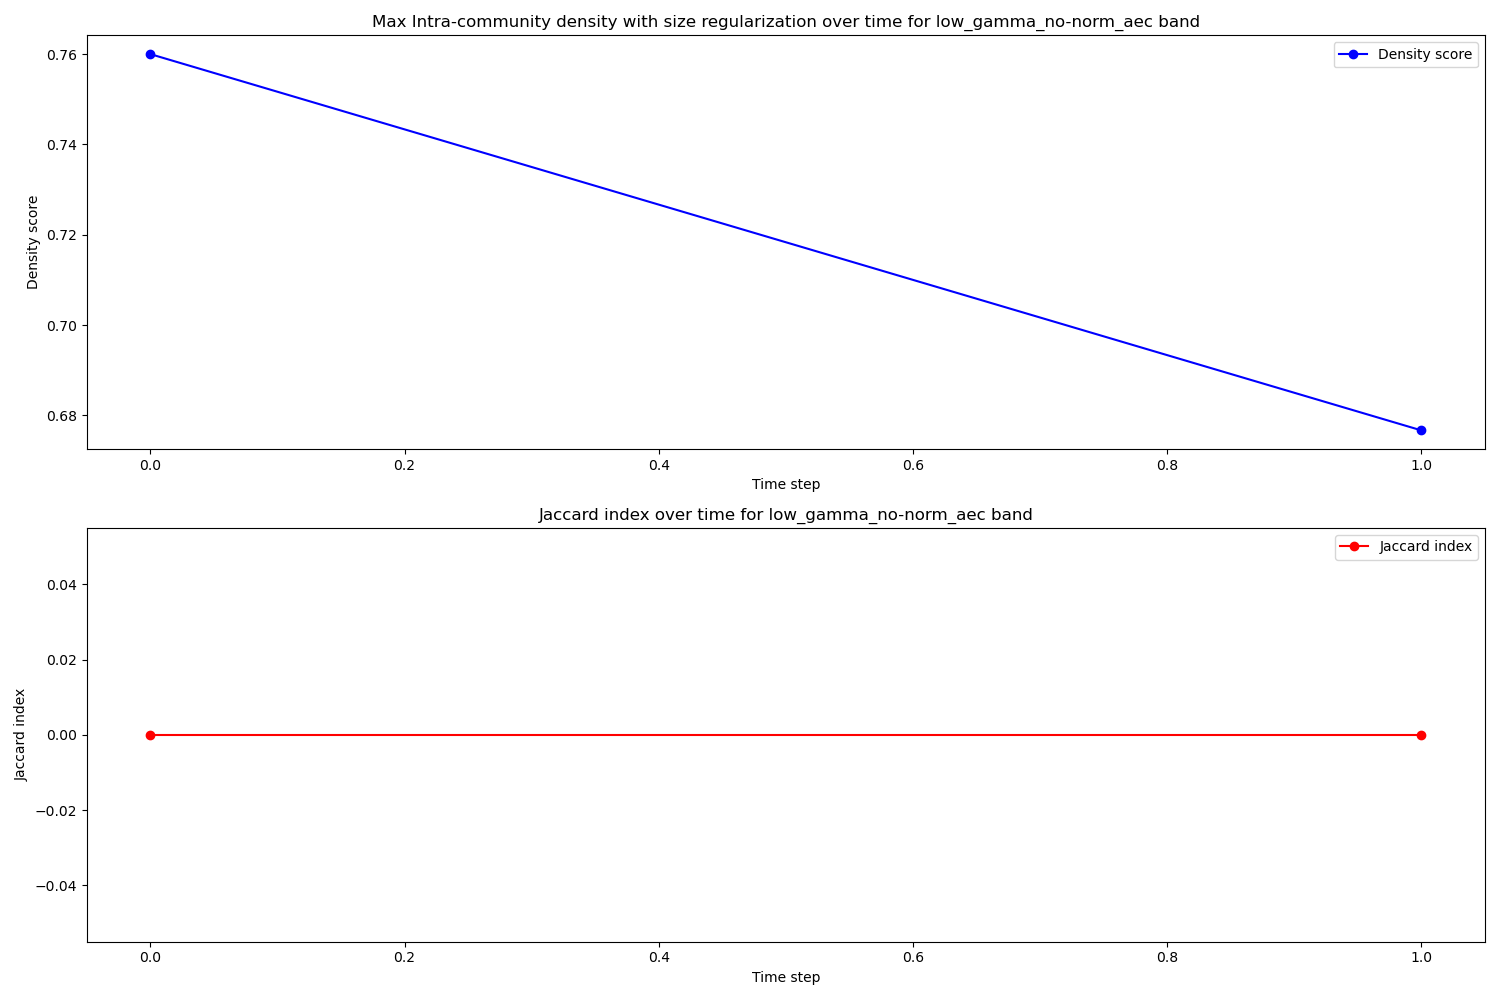 Max Intra-community density with size regularization over time for low_gamma_no-norm_aec band
Density score
0.76
0.74
0.72
0.70
0.68
Density score
0.0 0.2 0.4 0.6 0.8 1.0
Time step
Jaccard index over time for low_gamma_no-norm_aec band
Jaccard index
0.04
0.02
0.00
−0.02
−0.04
Jaccard index
0.0 0.2 0.4 0.6 0.8 1.0
Time step